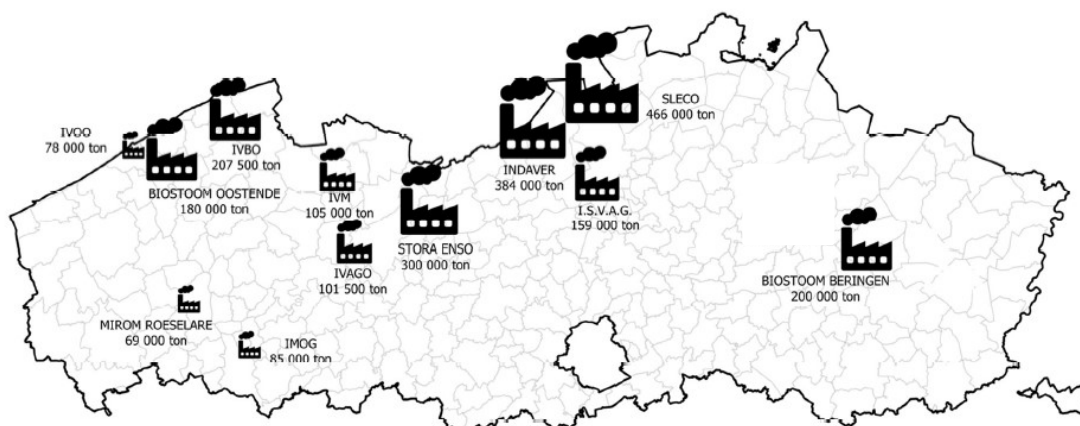 SLECO
466 000 ton
IVOO
78 000 ton
IVBO
207 500 ton
INDAVER
384 000 ton
BIOSTOOM OOSTENDE
180 000 ton
IVM
105 000 ton
I.S.V.A.G.
159 000 ton
STORA ENSO
300 000 ton
IVAGO
101 500 ton
BIOSTOOM BERINGEN
200 000 ton
MIROM ROESELARE
69 000 ton
IMOG
85 000 ton